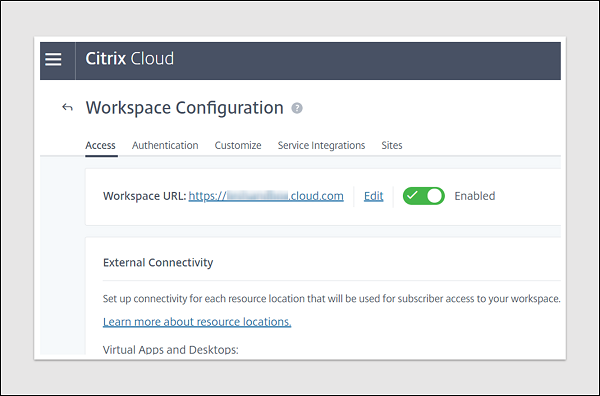 Citrix Cloud
Workspace Configuration ?
Access Authentication Customize Service Integrations Sites
Workspace URL: https://.cloud.com Edit Enabled
External Connectivity
Set up connectivity for each resource location that will be used for subscriber access to your workspace.
Learn more about resource locations.
Virtual Apps and Desktops: